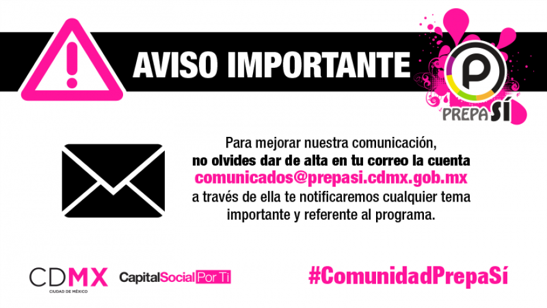 AVISO IMPORTANTE
P
PREPA SÍ
Para mejorar nuestra comunicación,
no olvides dar de alta en tu correo la cuenta
comunicados@prepasi.cdmx.gob.mx
a través de ella te notificaremos cualquier tema
importante y referente al programa.
CDMX
CIUDAD DE MÉXICO
CapitalSocial Por Ti
#ComunidadPrepaSí